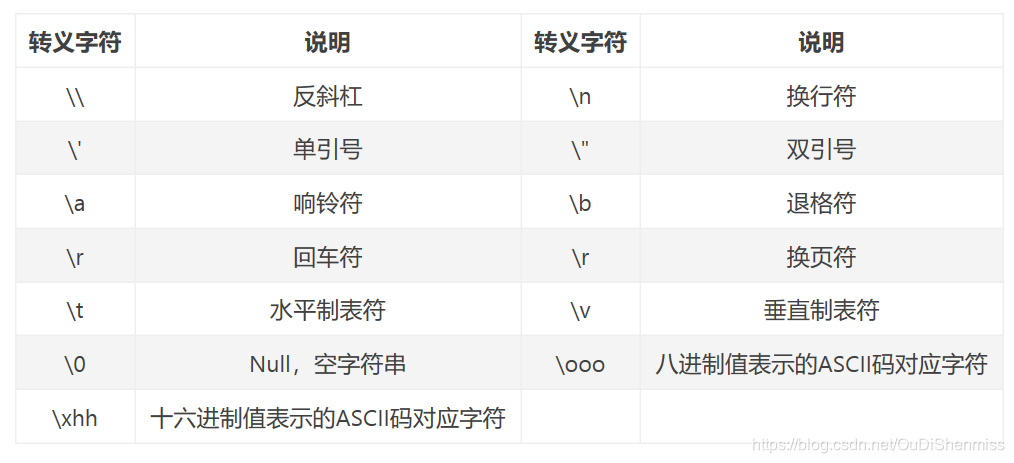 转义字符 说明 转义字符 说明
\\ 反斜杠 \n 换行符
\' 单引号 \" 双引号
\a 响铃符 \b 退格符
\r 回车符 \r 换页符
\t 水平制表符 \v 垂直制表符
\0 Null，空字符串 \ooo 八进制值表示的ASCII码对应字符
\xhh 十六进制值表示的ASCII码对应字符
https://blog.csdn.net/OuDiShenmiss